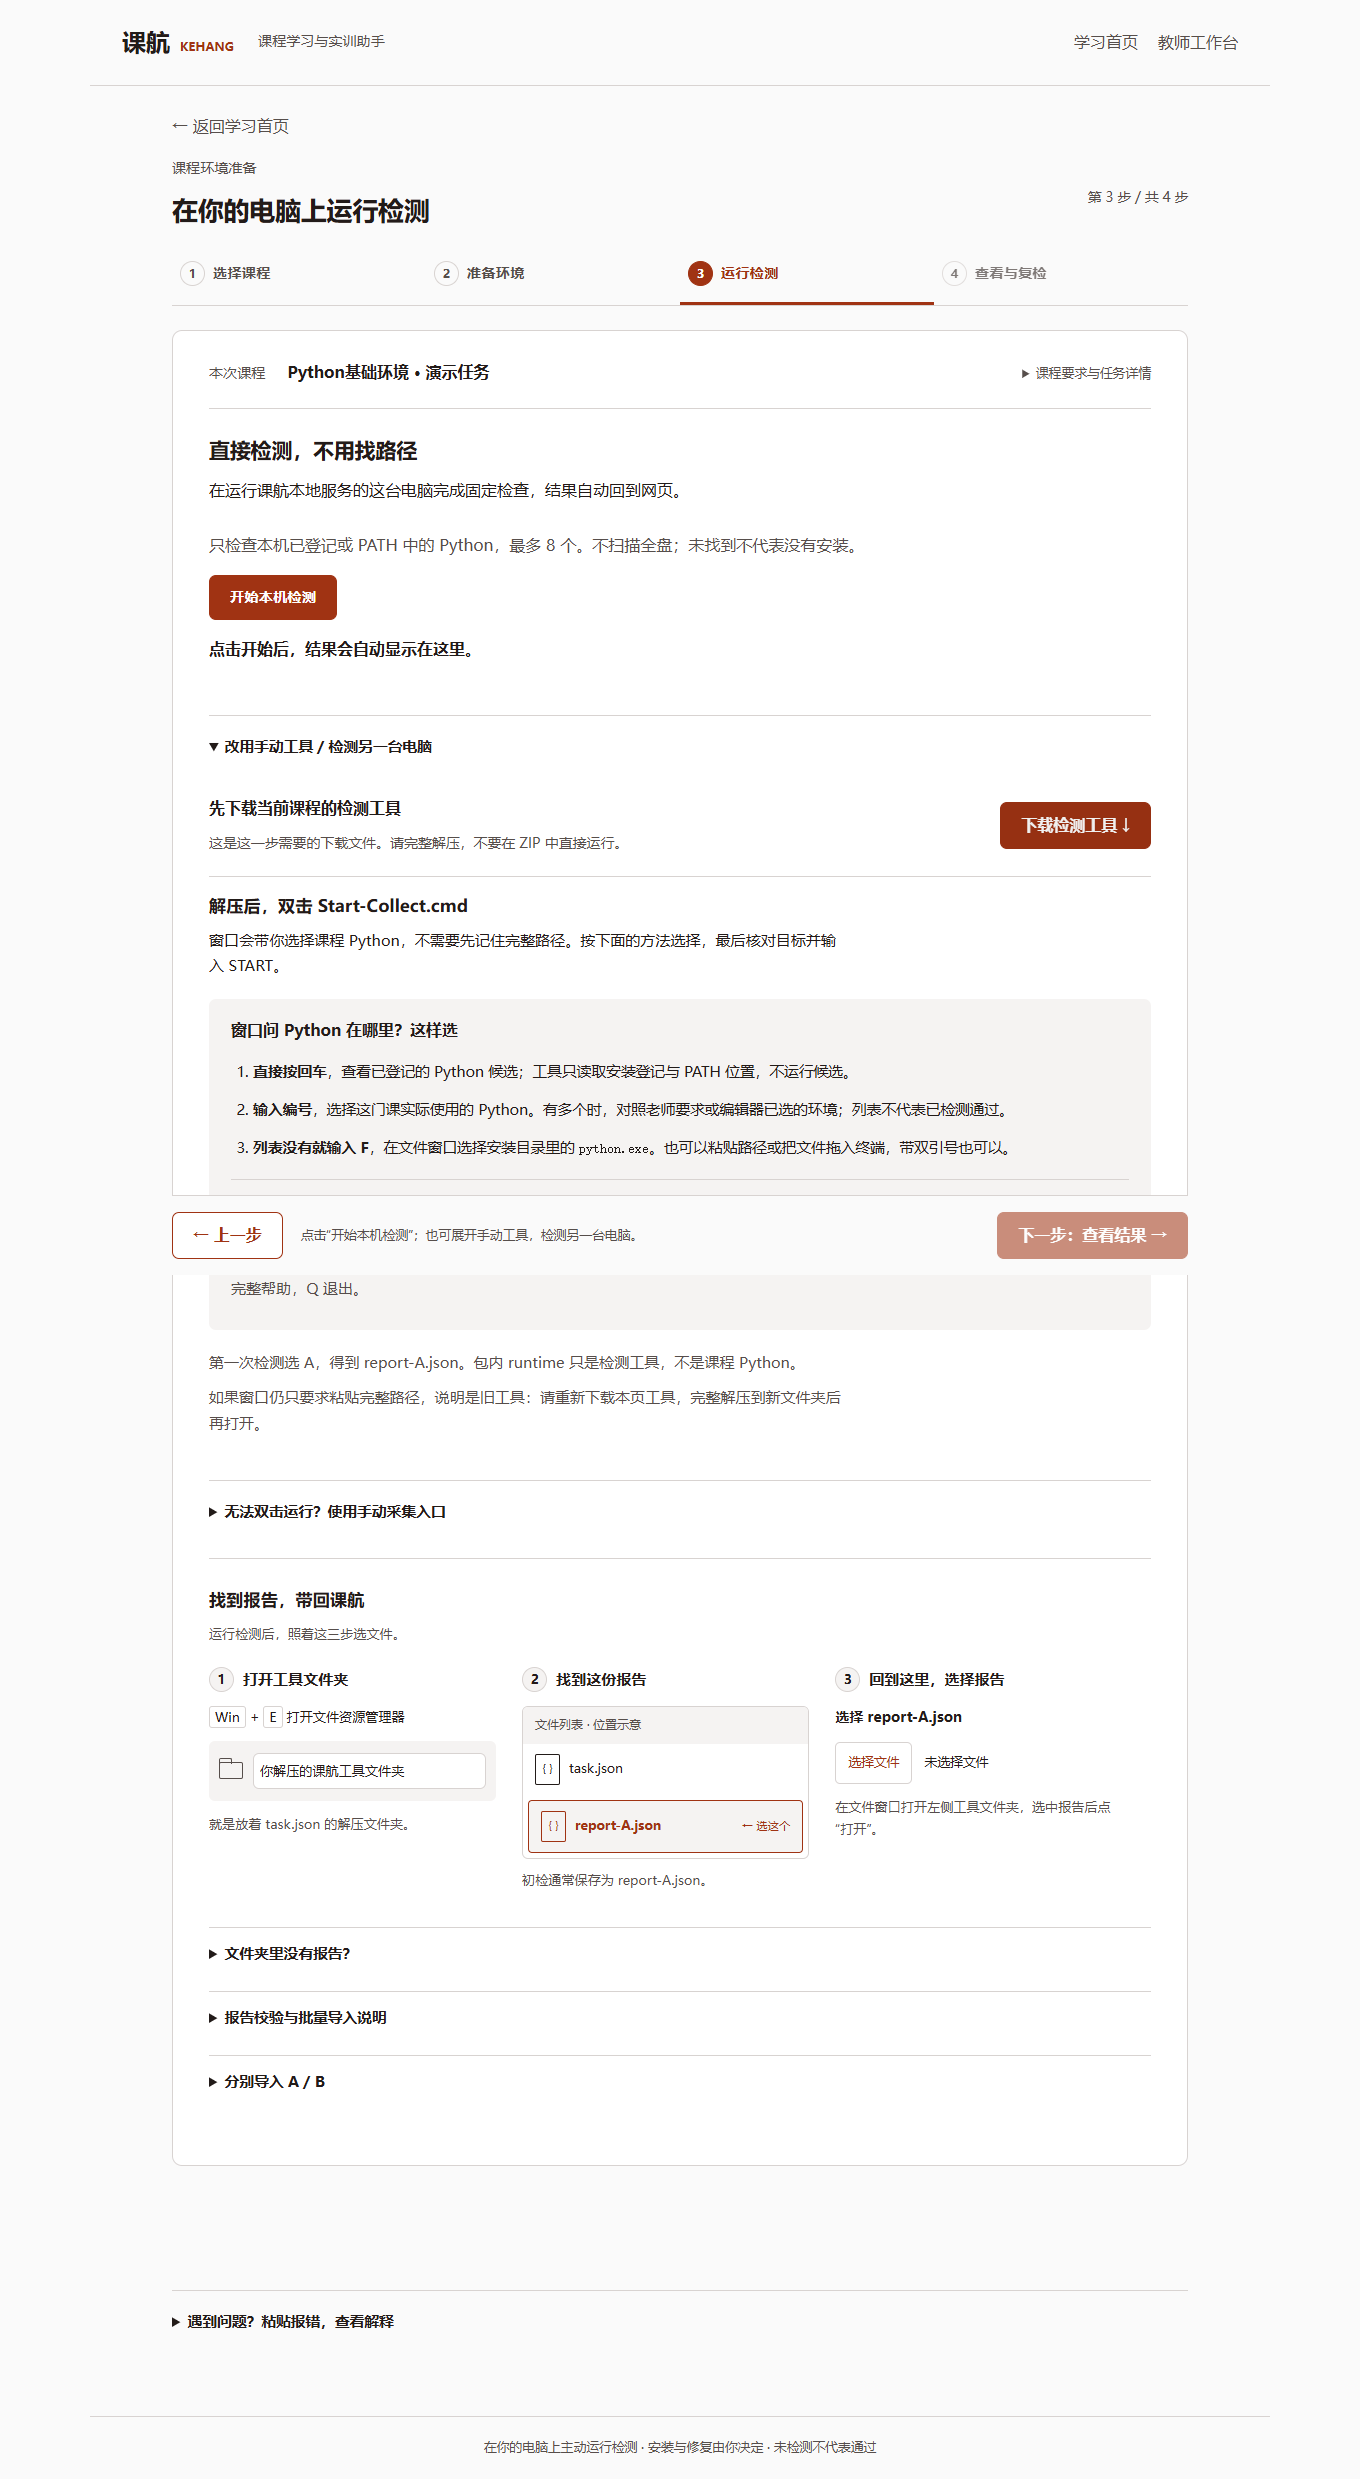 课航 KEHANG 课程学习与实训助手
学习首页 教师工作台
← 返回学习首页
课程环境准备
在你的电脑上运行检测
第 3 步 / 共 4 步
1 选择课程
2 准备环境
3 运行检测
4 查看与复检
本次课程 Python基础环境 • 演示任务
▶ 课程要求与任务详情
直接检测，不用找路径
在运行课航本地服务的这台电脑完成固定检查，结果自动回到网页。
只检查本机已登记或 PATH 中的 Python，最多 8 个。不扫描全盘；未找到不代表没有安装。
开始本机检测
点击开始后，结果会自动显示在这里。
▼ 改用手动工具 / 检测另一台电脑
先下载当前课程的检测工具
这是这一步需要的下载文件。请完整解压，不要在 ZIP 中直接运行。
下载检测工具 ↓
解压后，双击 Start-Collect.cmd
窗口会带你选择课程 Python，不需要先记住完整路径。按下面的方法选择，最后核对目标并输
入 START。
窗口问 Python 在哪里？这样选
1. 直接按回车，查看已登记的 Python 候选；工具只读取安装登记与 PATH 位置，不运行候选。
2. 输入编号，选择这门课实际使用的 Python。有多个时，对照老师要求或编辑器已选的环境；列表不代表已检测通过。
3. 列表没有就输入 F，在文件窗口选择安装目录里的 python.exe。也可以粘贴路径或把文件拖入终端，带双引号也可以。
← 上一步
点击“开始本机检测”；也可展开手动工具，检测另一台电脑。
下一步：查看结果 →
完整帮助，Q 退出。
第一次检测选 A，得到 report-A.json。包内 runtime 只是检测工具，不是课程 Python。
如果窗口仍只要求粘贴完整路径，说明是旧工具：请重新下载本页工具，完整解压到新文件夹后
再打开。
▶ 无法双击运行？使用手动采集入口
找到报告，带回课航
运行检测后，照着这三步选文件。
1 打开工具文件夹
Win + E 打开文件资源管理器
你解压的课航工具文件夹
就是放着 task.json 的解压文件夹。
2 找到这份报告
文件列表 · 位置示意
{ } task.json
{ } report-A.json ← 选这个
初检通常保存为 report-A.json。
3 回到这里，选择报告
选择 report-A.json
选择文件 未选择文件
在文件窗口打开左侧工具文件夹，选中报告后点
“打开”。
▶ 文件夹里没有报告？
▶ 报告校验与批量导入说明
▶ 分别导入 A / B
▶ 遇到问题？粘贴报错，查看解释
在你的电脑上主动运行检测 · 安装与修复由你决定 · 未检测不代表通过